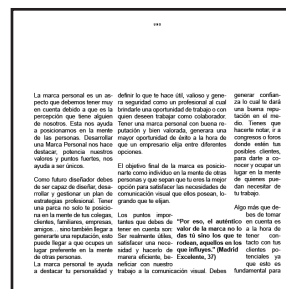 La marca personal es un as-
pecto que debemos tener muy
en cuenta debido a que es la
percepción que tiene alguien
de nosotros. Esta nos ayuda
a posicionarnos en la mente
de las personas. Desarrollar
una Marca Personal nos hace
destacar, potencia nuestros
valores y puntos fuertes, nos
ayuda a ser únicos.
Como futuro diseñador debes
de ser capaz de diseñar, desa-
rrollar y gestionar un plan de
estrategias profesional. Tener
una parca no solo te posicio-
na en la mente de tus colegas,
clientes, familiares, empresas,
amigos... sino también llegar a
generarte una reputación, esto
puede llegar a que ocupes un
lugar preferente en la mente
de otras personas.
La marca personal te ayuda
a destacar tu personalidad y
definir lo que te hace útil, valioso y gene-
ra seguridad como un profesional al cual
brindarle una oportunidad de trabajo o con
quien deseen trabajar como colaborador.
Tener una marca personal con buena re-
putación y bien valorada, generara una
mayor oportunidad de éxito a la hora de
que un empresario elija entre diferentes
opciones.
El objetivo final de la marca es posicio-
narte como individuo en la mente de otras
personas y que sepan que tu eres la mejor
opción para satisfacer las necesidades de
comunicación visual que ellos posean, lo-
grando que te elijan.
Los puntos impor-
tantes que debes de
tener en cuenta son:
Ser realmente útiles,
satisfacer una nece-
sidad y hacerlo de
manera eficiente, be-
neficiar con nuestro
trabajo a la comunicación visual. Debes
"Por eso, el auténtico
valor de la marca no lo
das tú sino los que te
rodean, aquellos en los
que influyes." (Madrid
Excelente, 37)
generar confian-
za lo cual te dará
una buena repu-
tación en el me-
dio. Tienes que
hacerte notar, ir a
congresos o foros
donde estén tus
posibles clientes,
para darte a co-
nocer y ocupar un
lugar en la mente
de quienes pue-
dan necesitar de
tu trabajo.
Algo más que de-
bes de tomar
en cuenta es
a la hora de
tener con-
tacto con tus
clientes po-
tenciales ya
que esto es
fundamental para